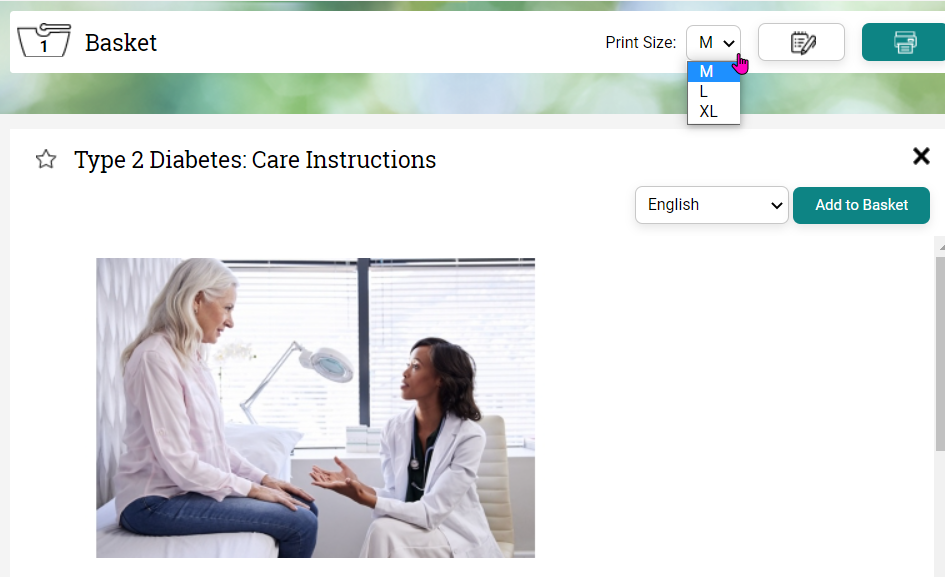 1 Basket Print Size: M
M
L
XL
Type 2 Diabetes: Care Instructions
English Add to Basket